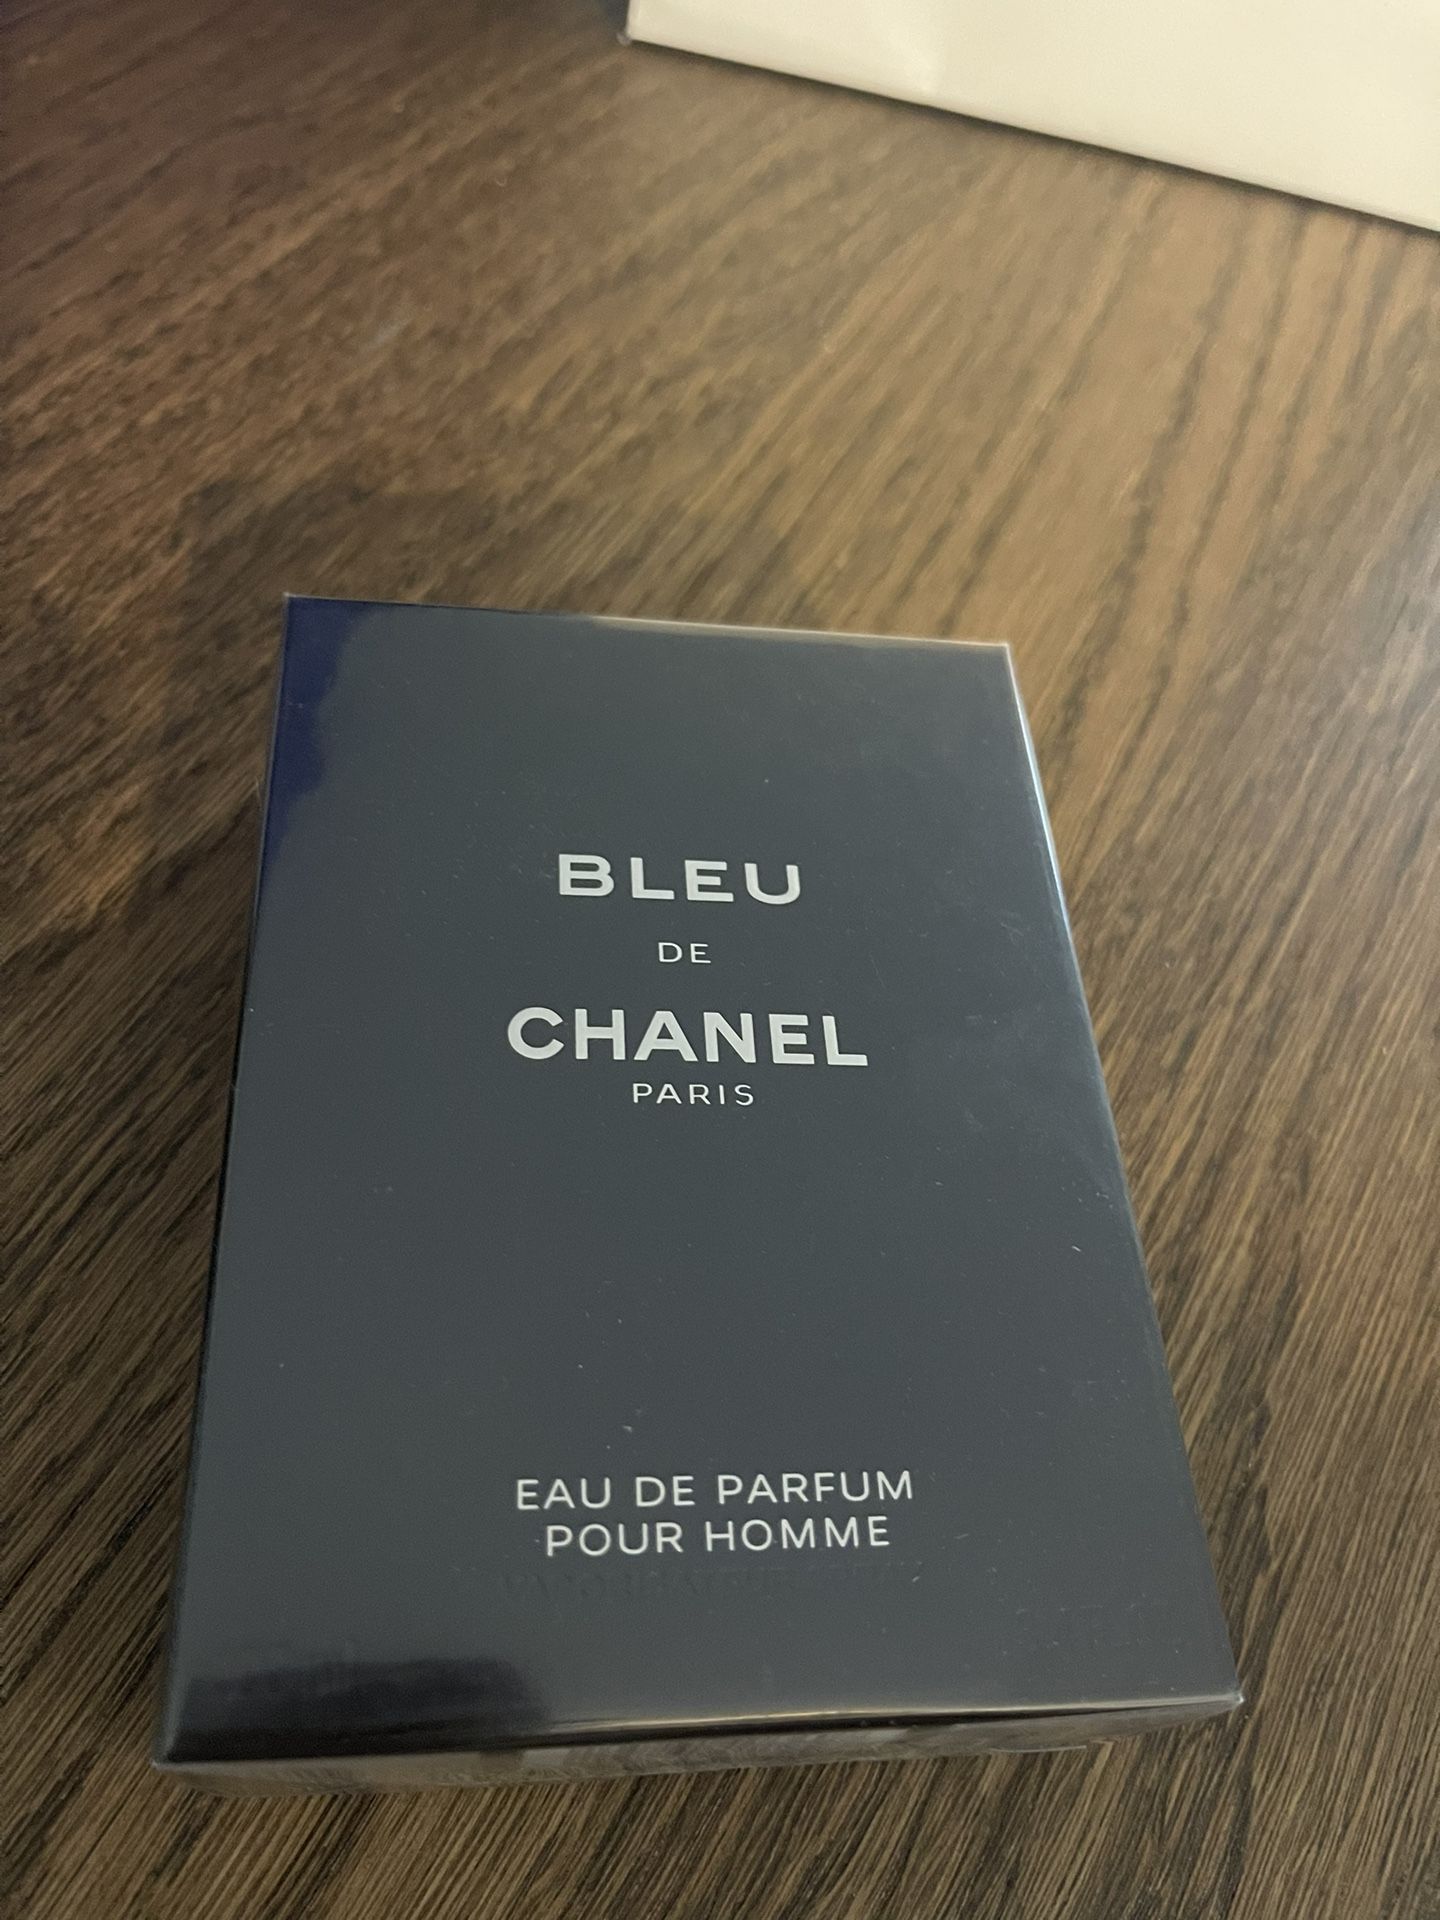 BLEU
DE
CHANEL
PARIS
EAU DE PARFUM
POUR HOMME